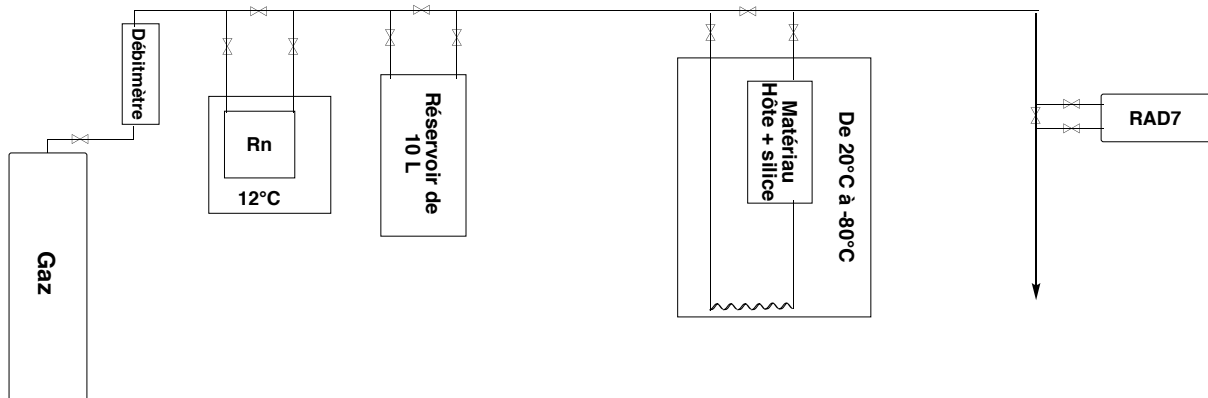 Gaz
Débitmètre
Rn
12°C
Réservoir de
10 L
Matériau
Hôte + silice
De 20°C à -80°C
RAD7